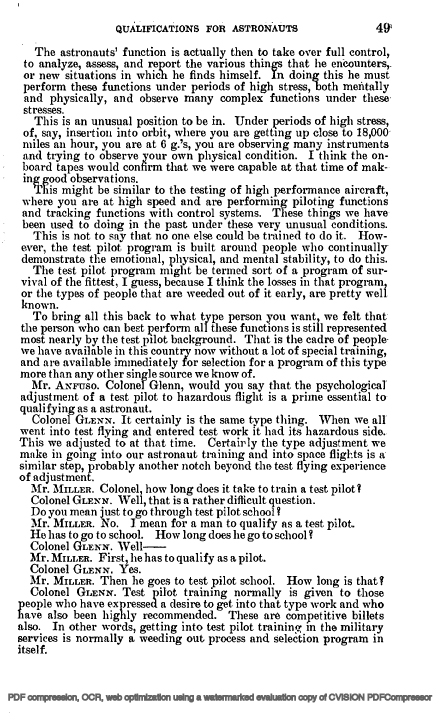 QUALIFICATIONS FOR ASTRONAUTS 49
The astronauts' function is actually then to take over full control,
to analyze, assess, and report the various things that he encounters,
or new situations in which he finds himself. In doing this he must
perform these functions under periods of high stress, both mentally
and physically, and observe many complex functions under these
stresses.
This is an unusual position to be in. Under periods of high stress,
of, say, insertion into orbit, where you are getting up close to 18,000
miles an hour, you are at 6 g.'s, you are observing many instruments
and trying to observe your own physical condition. I think the on-
board tapes would confirm that we were capable at that time of mak-
ing good observations.
This might be similar to the testing of high performance aircraft,
where you are at high speed and are performing piloting functions
and tracking functions with control systems. These things we have
been used to doing in the past under these very unusual conditions.
This is not to say that no one else could be trained to do it. How-
ever, the test pilot program is built around people who continually
demonstrate the emotional, physical, and mental stability, to do this.
The test pilot program might be termed sort of a program of sur-
vival of the fittest, I guess, because I think the losses in that program,
or the types of people that are weeded out of it early, are pretty well
known.
To bring all this back to what type person you want, we felt that
the person who can best perform all these functions is still represented
most nearly by the test pilot background. That is the cadre of people
we have available in this country now without a lot of special training,
and are available immediately for selection for a program of this type
more than any other single source we know of.
Mr. ANFUSO. Colonel Glenn, would you say that the psychological
adjustment of a test pilot to hazardous flight is a prime essential to
qualifying as a astronaut.
Colonel GLENN. It certainly is the same type thing. When we all
went into test flying and entered test work it had its hazardous side.
This we adjusted to at that time. Certainly the type adjustment we
make in going into our astronaut training and into space flights is a
similar step, probably another notch beyond the test flying experience
of adjustment.
Mr. MILLER. Colonel, how long does it take to train a test pilot?
Colonel GLENN. Well, that is a rather difficult question.
Do you mean just to go through test pilot school?
Mr. MILLER. No. I mean for a man to qualify as a test pilot.
He has to go to school. How long does he go to school?
Colonel GLENN. Well——
Mr. MILLER. First, he has to qualify as a pilot.
Colonel GLENN. Yes.
Mr. MILLER. Then he goes to test pilot school. How long is that?
Colonel GLENN. Test pilot training normally is given to those
people who have expressed a desire to get into that type work and who
have also been highly recommended. These are competitive billets
also. In other words, getting into test pilot training in the military
services is normally a weeding out process and selection program in
itself.
PDF compression, OCR, web optimization using a watermarked evaluation copy of CVISION PDFCompressor